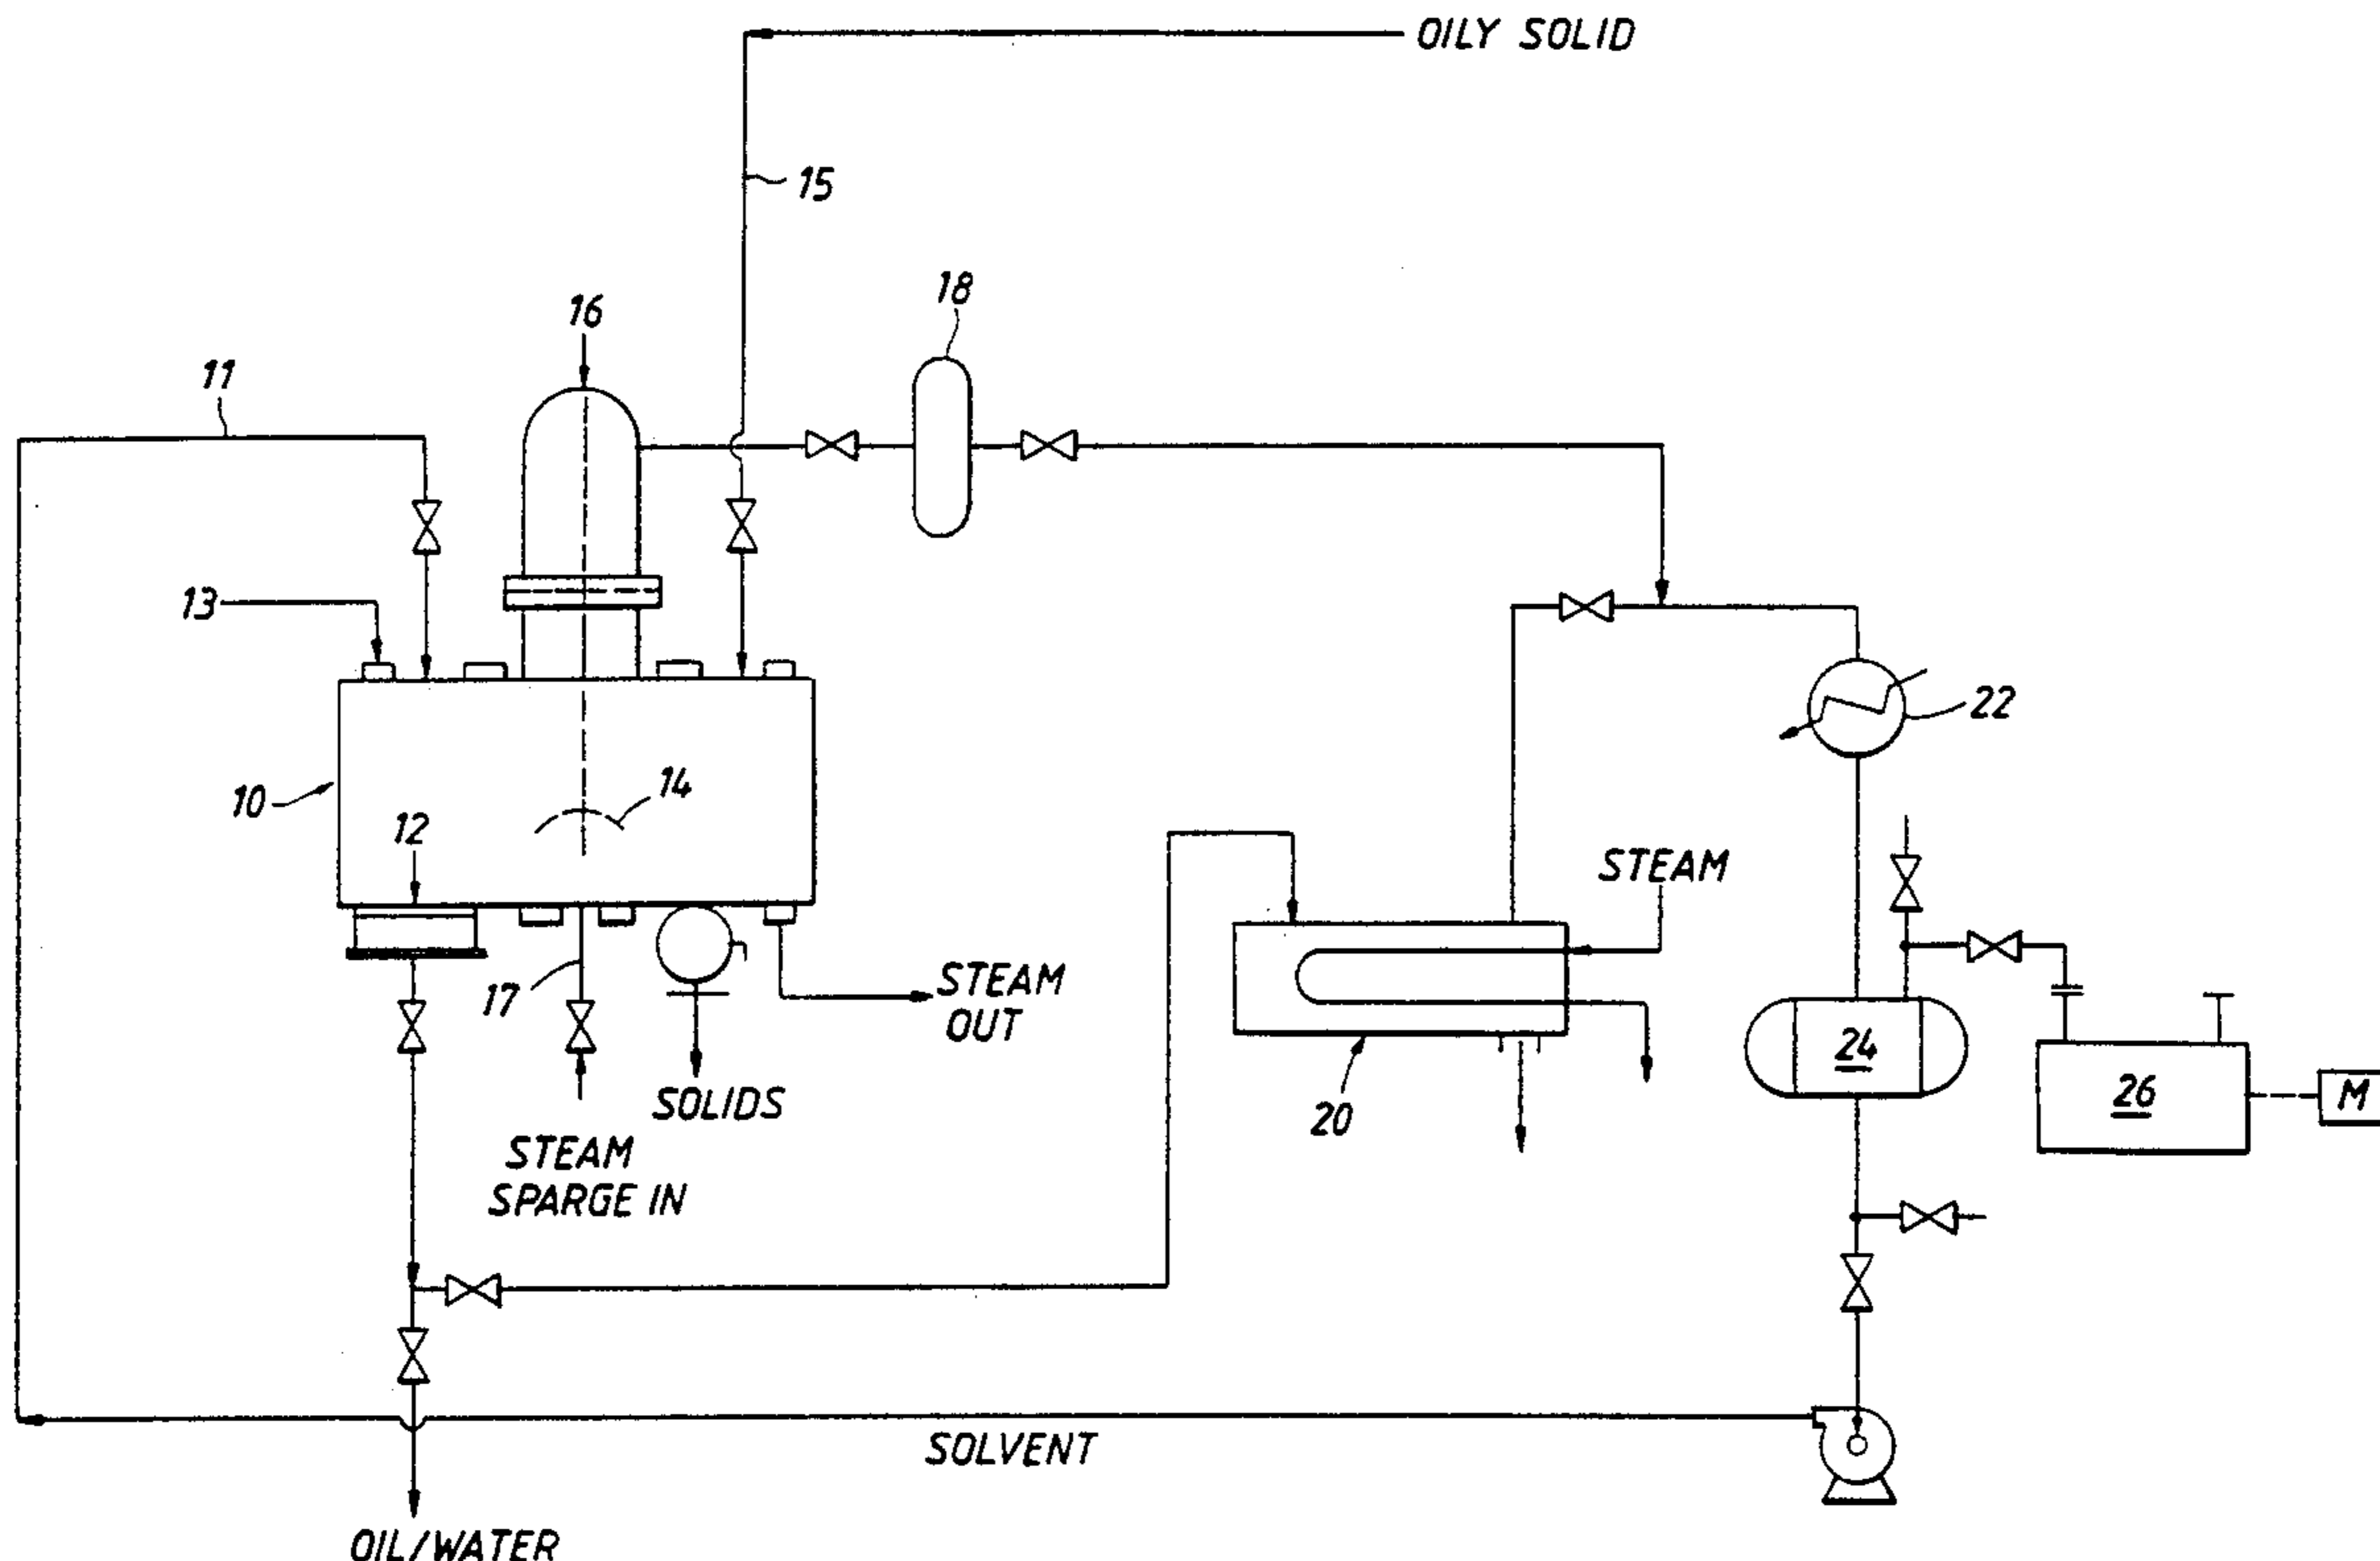 OILY SOLID
15
18
16
11
13
22
14
10
12
STEAM
17
STEAM
OUT
24
26
M
SOLIDS
20
STEAM
SPARGE IN
SOLVENT
OIL/WATER